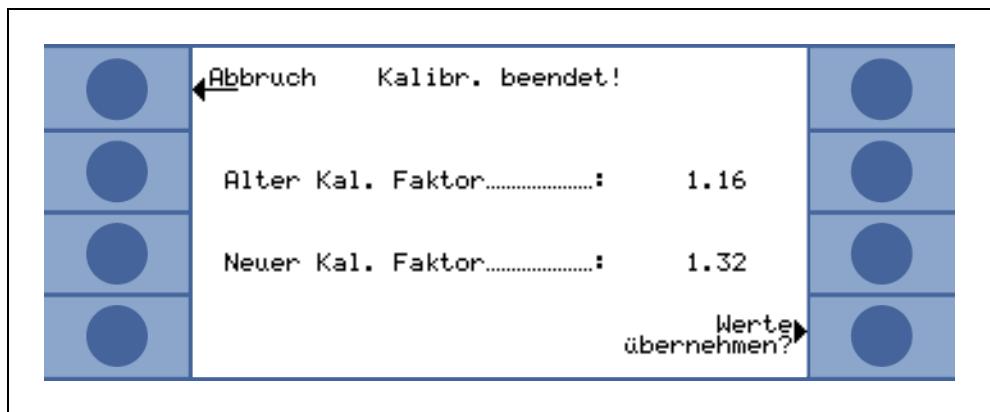 Abbruch Kalibr. beendet!
Alter Kal. Faktor....................: 1.16
Neuer Kal. Faktor....................: 1.32
Werte
übernehmen?